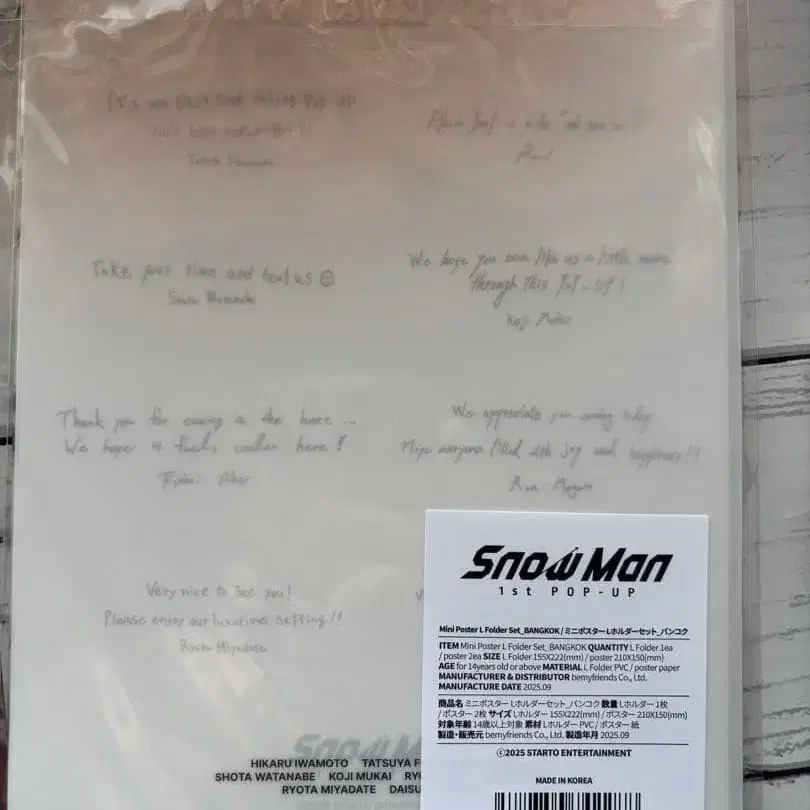 Take your time and feel us
We hope you can like us a little more
through this Pop-up!
Koji Mukai
Thank you for coming in the heat...
We hope it feels cooler here!
We appreciate you coming today
filled with joy and happiness!!
Very nice to see you!
Please enjoy our luxurious setting!!
Ryota Miyadate
Snow Man
HIKARU IWAMOTO TATSUYA F
SHOTA WATANABE KOJI MUKAI RY
RYOTA MIYADATE DAISU
Snow Man
1st POP-UP
Mini Poster L Folder Set_BANGKOK / ミニポスター Lホルダーセット_バンコク
ITEM Mini Poster L Folder Set_BANGKOK QUANTITY L Folder 1ea
/ poster 2ea SIZE L Folder 155X222(mm) / poster 210X150(mm)
AGE for 14years old or above MATERIAL L Folder PVC / poster paper
MANUFACTURER & DISTRIBUTOR bemyfriends Co., Ltd.
MANUFACTURE DATE 2025.09
商品名 ミニポスター Lホルダーセット_バンコク 数量 Lホルダー 1枚
/ ポスター 2枚 サイズ Lホルダー 155X222(mm) / ポスター 210X150(mm)
対象年齢 14歳以上対象 素材 Lホルダー PVC / ポスター 紙
製造・販売元 bemyfriends Co., Ltd. 製造年月 2025.09
©2025 STARTO ENTERTAINMENT
MADE IN KOREA